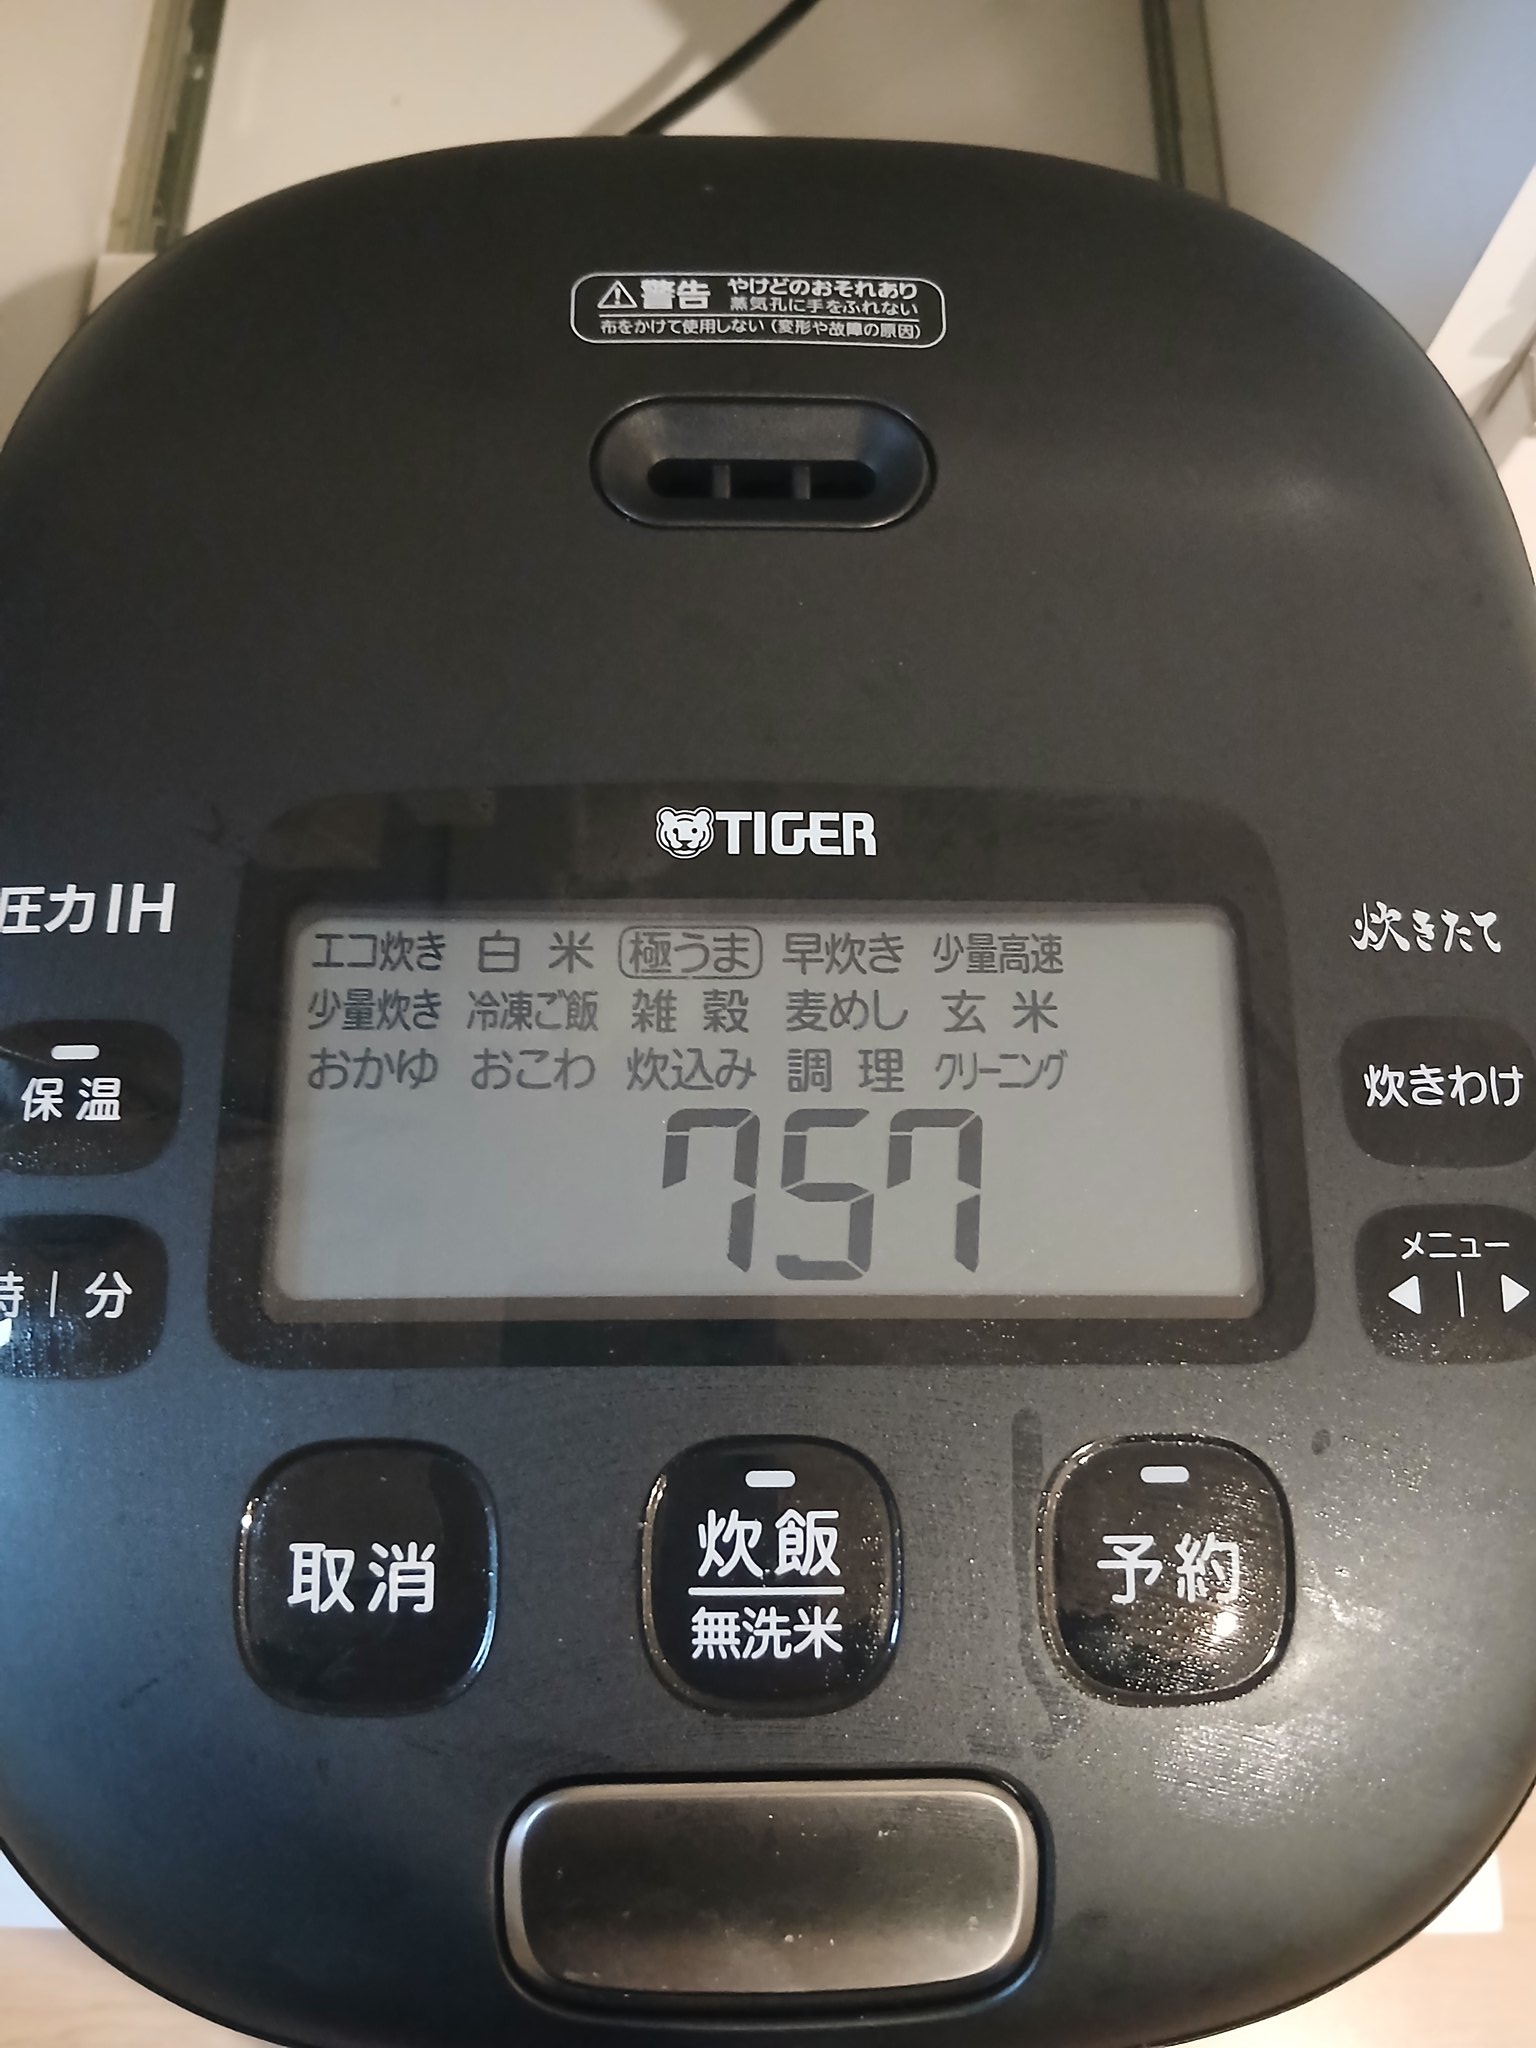 警告 やけどのおそれあり
蒸気孔に手をふれない
布をかけて使用しない（変形や故障の原因）
TIGER
圧力IH
炊きたて
エコ炊き 白米 極うま 早炊き 少量高速
少量炊き 冷凍ご飯 雑穀 麦めし 玄米
おかゆ おこわ 炊込み 調理 クリーニング
757
保温
炊きわけ
時｜分
メニュー
◀｜▶
取消
炊飯
無洗米
予約